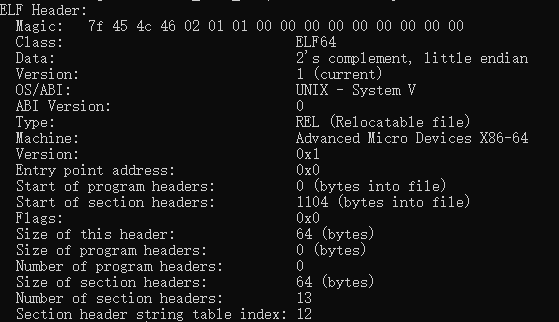 ELF Header:
  Magic:   7f 45 4c 46 02 01 01 00 00 00 00 00 00 00 00 00
  Class:                             ELF64
  Data:                              2's complement, little endian
  Version:                           1 (current)
  OS/ABI:                            UNIX - System V
  ABI Version:                       0
  Type:                              REL (Relocatable file)
  Machine:                           Advanced Micro Devices X86-64
  Version:                           0x1
  Entry point address:               0x0
  Start of program headers:          0 (bytes into file)
  Start of section headers:          1104 (bytes into file)
  Flags:                             0x0
  Size of this header:               64 (bytes)
  Size of program headers:           0 (bytes)
  Number of program headers:         0
  Size of section headers:           64 (bytes)
  Number of section headers:         13
  Section header string table index: 12